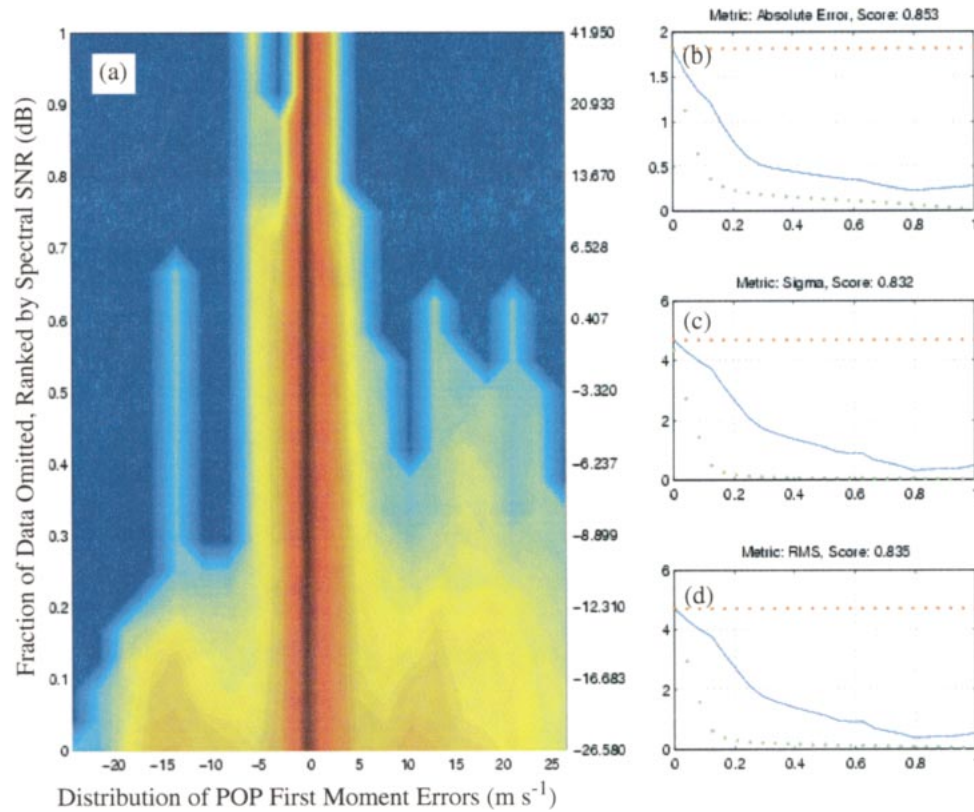 (a)
Fraction of Data Omitted, Ranked by Spectral SNR (dB)
1
0.9
0.8
0.7
0.6
0.5
0.4
0.3
0.2
0.1
0
41.950
20.933
13.670
6.528
0.407
-3.320
-6.237
-8.899
-12.310
-16.683
-26.580
-20 -15 -10 -5 0 5 10 15 20 25
Distribution of POP First Moment Errors (m s-1)
Metric: Absolute Error, Score: 0.853
(b)
2
1.5
1
0.5
0
0 0.2 0.4 0.6 0.8 1
Metric: Sigma, Score: 0.832
(c)
6
4
2
0
0 0.2 0.4 0.6 0.8 1
Metric: RMS, Score: 0.835
(d)
6
4
2
0
0 0.2 0.4 0.6 0.8 1